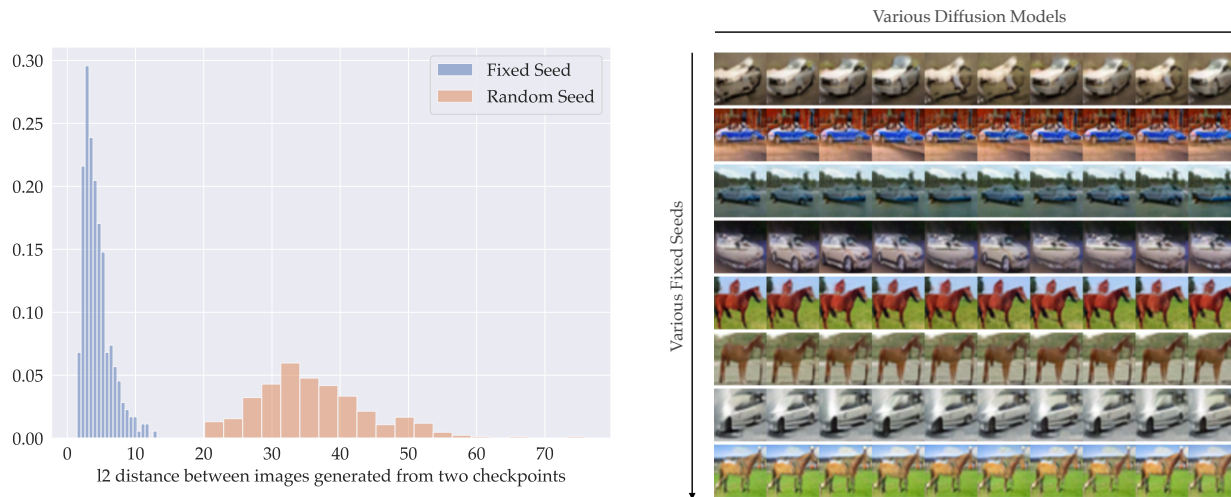 0.30
0.25
0.20
0.15
0.10
0.05
0.00
0 10 20 30 40 50 60 70
l2 distance between images generated from two checkpoints
Fixed Seed
Random Seed
Various Diffusion Models
Various Fixed Seeds